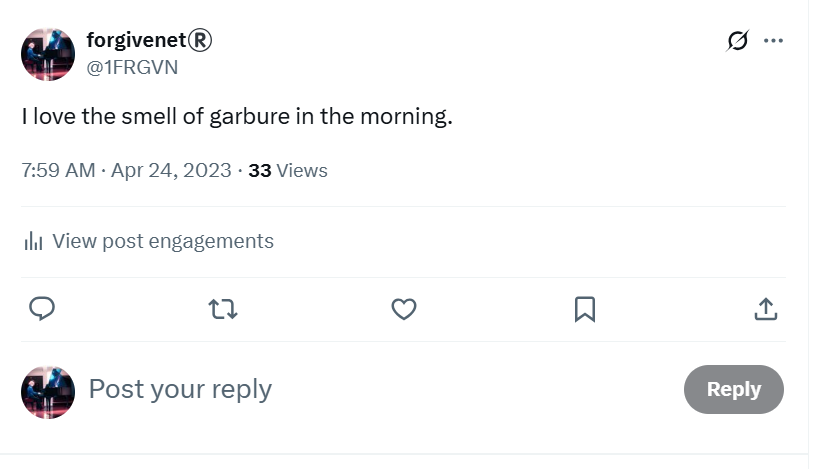 forgivenet®
@1FRGVN
I love the smell of garbure in the morning.
7:59 AM · Apr 24, 2023 · 33 Views
View post engagements
Post your reply
Reply